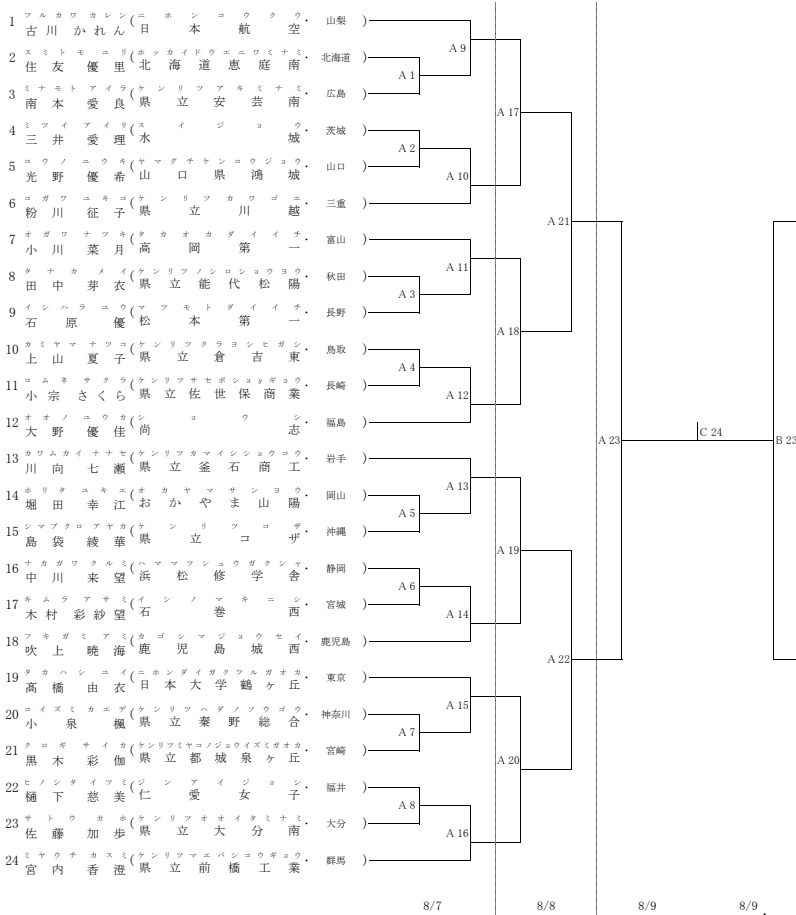 フルカワ カレン ニホンコウクウ
1 古川 かれん (日本航空・山梨) A 9
スミトモ ユリ ホッカイドウエニワミナミ
2 住友 優里 (北海道恵庭南・北海道) A 1
ミナモト アイラ ケンリツアキミナミ
3 南本 愛良 (県立安芸南・広島) A 17
ミツイ アイリ スイジョウ
4 三井 愛理 (水城・茨城) A 2
コウノ ユウキ ヤマグチケンコウジョウ
5 光野 優希 (山口県鴻城・山口) A 10
コガワ ユキコ ケンリツカワゴエ
6 粉川 征子 (県立川越・三重) A 21
オガワ ナツキ タカオカダイイチ
7 小川 菜月 (高岡第一・富山) A 11
タナカ メイ ケンリツノシロショウヨウ
8 田中 芽衣 (県立能代松陽・秋田) A 3
イシハラ ユウ マツモトダイイチ
9 石原 優 (松本第一・長野) A 18
カミヤマ ナツコ ケンリツクラヨシヒガシ
10 上山 夏子 (県立倉吉東・鳥取) A 4
コムネ サクラ ケンリツサセボショyギョウ
11 小宗 さくら (県立佐世保商業・長崎) A 12
オオノ ユウカ ショウシ
12 大野 優佳 (尚志・福島) A 23 C 24 B 23
カワムカイ ナナセ ケンリツカマイシショウコウ
13 川向 七瀬 (県立釜石商工・岩手) A 13
ホリタ ユキエ オカヤマサンヨウ
14 堀田 幸江 (おかやま山陽・岡山) A 5
シマブクロ アヤカ ケンリツコザ
15 島袋 綾華 (県立コザ・沖縄) A 19
ナカガワ クルミ ハママツシュウガクシャ
16 中川 来望 (浜松修学舎・静岡) A 6
キムラ アサミ イシノマキニシ
17 木村 彩紗望 (石巻西・宮城) A 14
フキガミ アミ カゴシマジョウセイ
18 吹上 暁海 (鹿児島城西・鹿児島) A 22
タカハシ ユイ ニホンダイガクツルガオカ
19 髙橋 由衣 (日本大学鶴ヶ丘・東京) A 15
コイズミ カエデ ケンリツハダノソウゴウ
20 小泉 楓 (県立秦野総合・神奈川) A 7
クロギ サイカ ケンリツミヤコノジョウイズミガオカ
21 黒木 彩伽 (県立都城泉ヶ丘・宮崎) A 20
ヒノシタ イツミ ジンアイジョシ
22 樋下 慈美 (仁愛女子・福井) A 8
サトウ カホ ケンリツオオイタミナミ
23 佐藤 加歩 (県立大分南・大分) A 16
ミヤウチ カスミ ケンリツマエバシコウギョウ
24 宮内 香澄 (県立前橋工業・群馬)
8/7 8/8 8/9 8/9